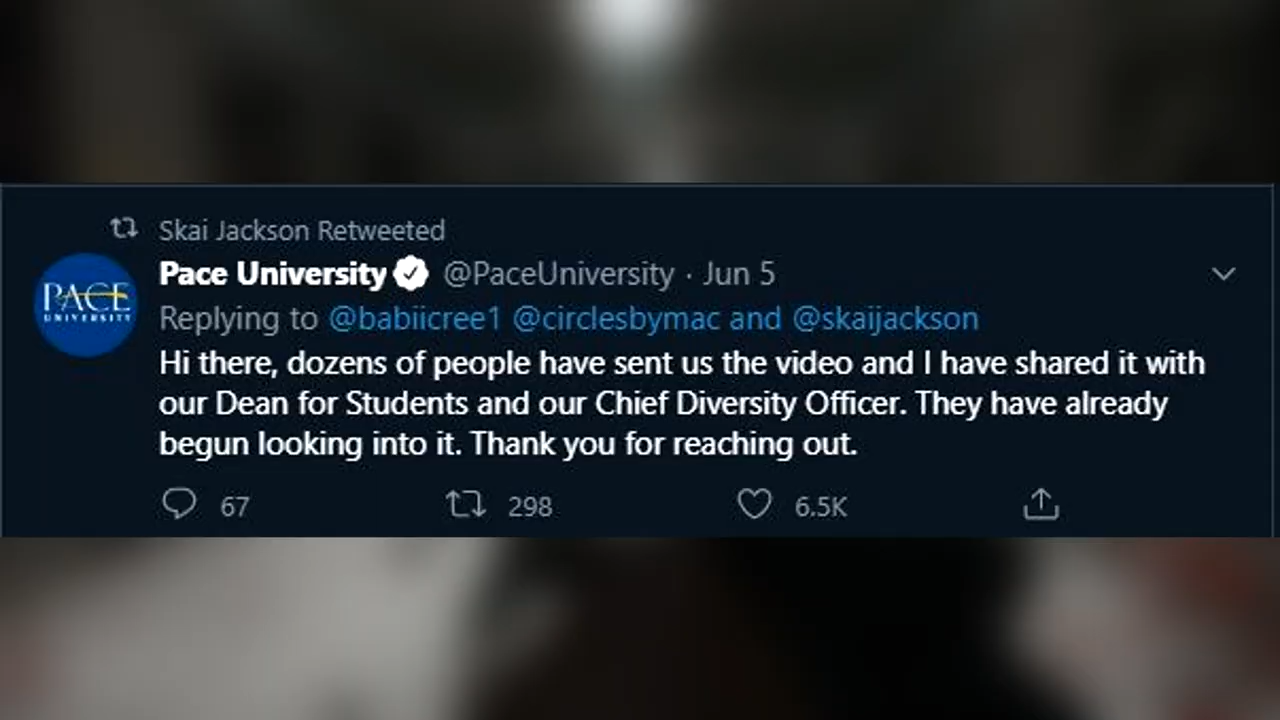 Skai Jackson Retweeted
Pace University @PaceUniversity · Jun 5
Replying to @babiicree1 @circlesbymac and @skaijackson
PACE
UNIVERSITY
Hi there, dozens of people have sent us the video and I have shared it with
our Dean for Students and our Chief Diversity Officer. They have already
begun looking into it. Thank you for reaching out.
67 298 6.5K